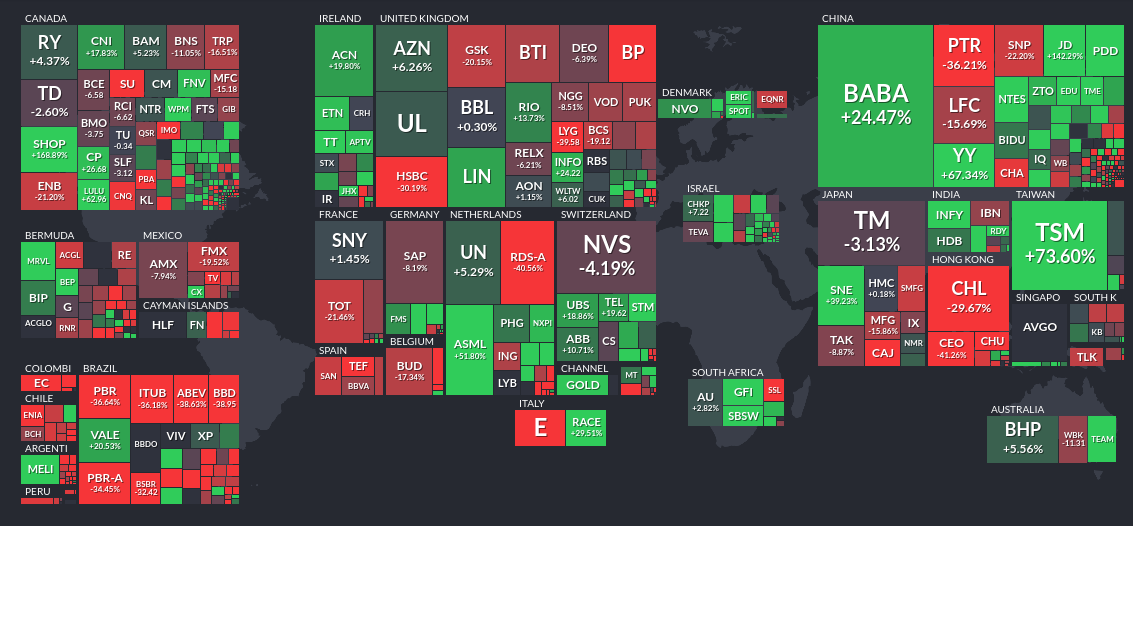 CANADA
RY
+4.37%
CNI
+17.83%
BAM
+5.23%
BNS
-11.05%
TRP
-16.51%
TD
-2.60%
BCE
-6.58
SU
CM
FNV
MFC
-15.18
RCI
-6.62
NTR
WPM
FTS
GIB
BMO
-3.75
TU
-0.34
QSR
IMO
SHOP
+168.89%
CP
+26.68
SLF
-3.12
PBA
ENB
-21.20%
LULU
+62.96
CNQ
KL
BERMUDA
MRVL
ACGL
RE
BEP
BIP
G
ACGLO
RNR
MEXICO
AMX
-7.94%
FMX
-19.52%
TV
CX
CAYMAN ISLANDS
HLF
FN
COLOMBI
EC
CHILE
ENIA
BCH
ARGENTI
MELI
PERU
BRAZIL
PBR
-36.64%
ITUB
-36.18%
ABEV
-38.63%
BBD
-38.95
VALE
+20.53%
BBDO
VIV
XP
PBR-A
-34.45%
BSBR
-32.42
IRELAND
ACN
+19.80%
ETN
CRH
TT
APTV
STX
JHX
IR
UNITED KINGDOM
AZN
+6.26%
GSK
-20.15%
BTI
DEO
-6.39%
BP
UL
BBL
+0.30%
RIO
+13.73%
NGG
-8.51%
VOD
PUK
LYG
-39.58
BCS
-19.12
HSBC
-30.19%
LIN
RELX
-6.21%
INFO
+24.22
RBS
AON
+1.15%
WLTW
+6.02
CUK
DENMARK
NVO
ERIC
SPOT
EQNR
ISRAEL
CHKP
+7.22
TEVA
FRANCE
SNY
+1.45%
TOT
-21.46%
SPAIN
SAN
TEF
BBVA
GERMANY
SAP
-8.19%
FMS
BELGIUM
BUD
-17.34%
NETHERLANDS
UN
+5.29%
RDS-A
-40.56%
ASML
+51.80%
PHG
NXPI
ING
LYB
SWITZERLAND
NVS
-4.19%
UBS
+18.86%
TEL
+19.62
STM
ABB
+10.71%
CS
CHANNEL
GOLD
MT
ITALY
E
RACE
+29.51%
SOUTH AFRICA
AU
+2.82%
GFI
SSL
SBSW
CHINA
BABA
+24.47%
PTR
-36.21%
SNP
-22.20%
JD
+142.29%
PDD
LFC
-15.69%
NTES
ZTO
EDU
TME
YY
+67.34%
BIDU
IQ
WB
CHA
JAPAN
TM
-3.13%
SNE
+39.23%
HMC
+0.18%
SMFG
MFG
-15.86%
IX
TAK
-8.87%
CAJ
NMR
INDIA
INFY
IBN
HDB
RDY
HONG KONG
CHL
-29.67%
CEO
-41.26%
CHU
TAIWAN
TSM
+73.60%
SINGAPO
AVGO
SOUTH K
KB
TLK
AUSTRALIA
BHP
+5.56%
WBK
-11.31
TEAM